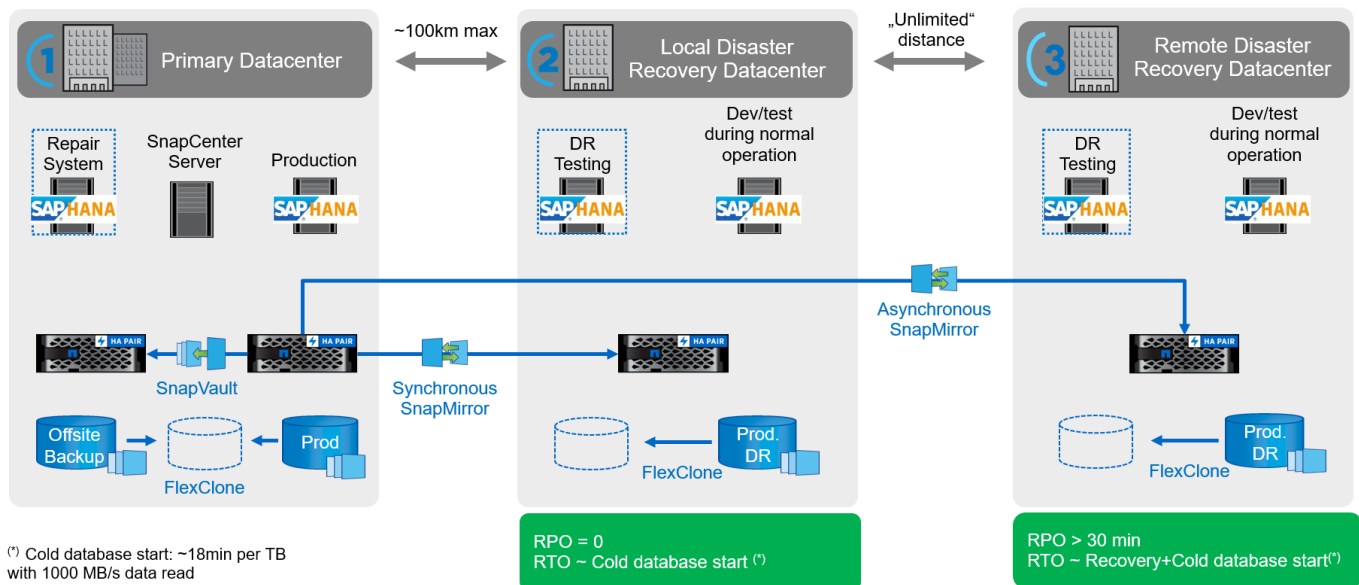 1
Primary Datacenter
~100km max
2
Local Disaster
Recovery Datacenter
„Unlimited“
distance
3
Remote Disaster
Recovery Datacenter
Repair
System
SAP HANA
SnapCenter
Server
Production
SAP HANA
DR
Testing
SAP HANA
Dev/test
during normal
operation
SAP HANA
DR
Testing
SAP HANA
Dev/test
during normal
operation
SAP HANA
HA PAIR
SnapVault
HA PAIR
Synchronous
SnapMirror
HA PAIR
Asynchronous
SnapMirror
HA PAIR
Offsite
Backup
FlexClone
Prod
FlexClone
Prod.
DR
FlexClone
Prod.
DR
(*) Cold database start: ~18min per TB
with 1000 MB/s data read
RPO = 0
RTO ~ Cold database start (*)
RPO > 30 min
RTO ~ Recovery+Cold database start(*)